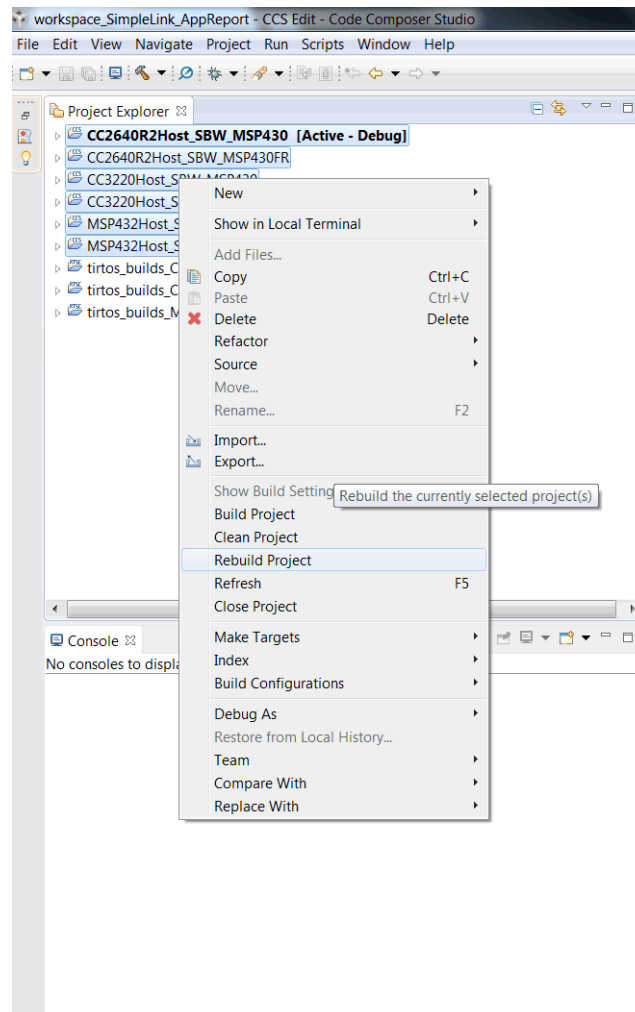 workspace_SimpleLink_AppReport - CCS Edit - Code Composer Studio
File Edit View Navigate Project Run Scripts Window Help
Project Explorer
CC2640R2Host_SBW_MSP430 [Active - Debug]
CC2640R2Host_SBW_MSP430FR
CC3220Host_SBW_MSP430
CC3220Host_S
MSP432Host_S
MSP432Host_S
tirtos_builds_C
tirtos_builds_C
tirtos_builds_M
New
Show in Local Terminal
Add Files...
Copy Ctrl+C
Paste Ctrl+V
Delete Delete
Refactor
Source
Move...
Rename... F2
Import...
Export...
Show Build Setting
Rebuild the currently selected project(s)
Build Project
Clean Project
Rebuild Project
Refresh F5
Close Project
Make Targets
Index
Build Configurations
Debug As
Restore from Local History...
Team
Compare With
Replace With
Console
No consoles to displa